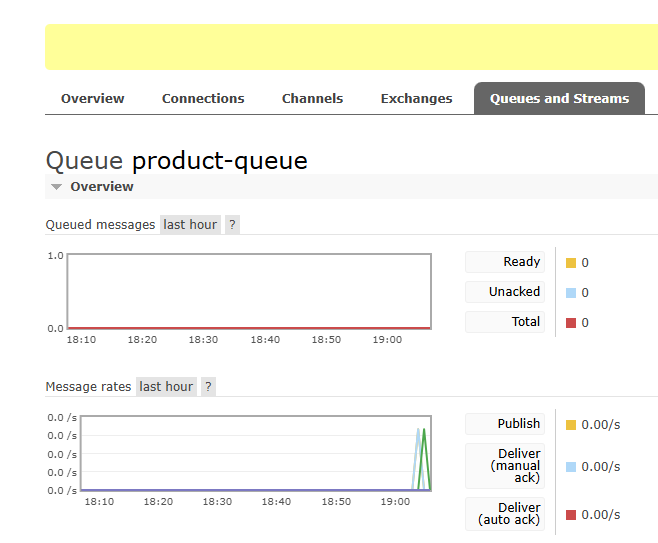 Overview Connections Channels Exchanges Queues and Streams
Queue product-queue
Overview
Queued messages last hour ?
1.0
0.0
18:10 18:20 18:30 18:40 18:50 19:00
Ready 0
Unacked 0
Total 0
Message rates last hour ?
0.0 /s
0.0 /s
0.0 /s
0.0 /s
0.0 /s
18:10 18:20 18:30 18:40 18:50 19:00
Publish 0.00/s
Deliver
(manual 0.00/s
ack)
Deliver
(auto ack) 0.00/s